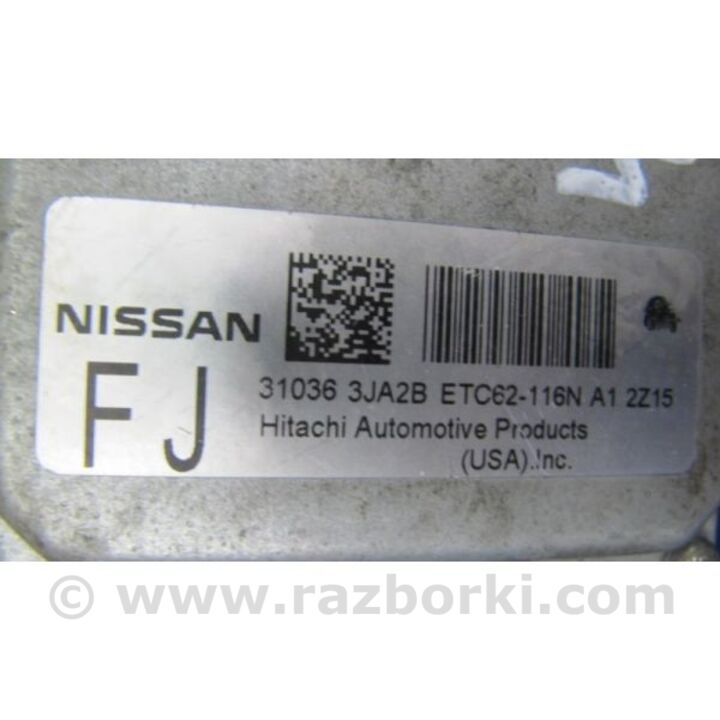 NISSAN
FJ
31036 3JA2B ETC62-116N A1 2Z15
Hitachi Automotive Products
(USA).Inc.
© www.razborki.com